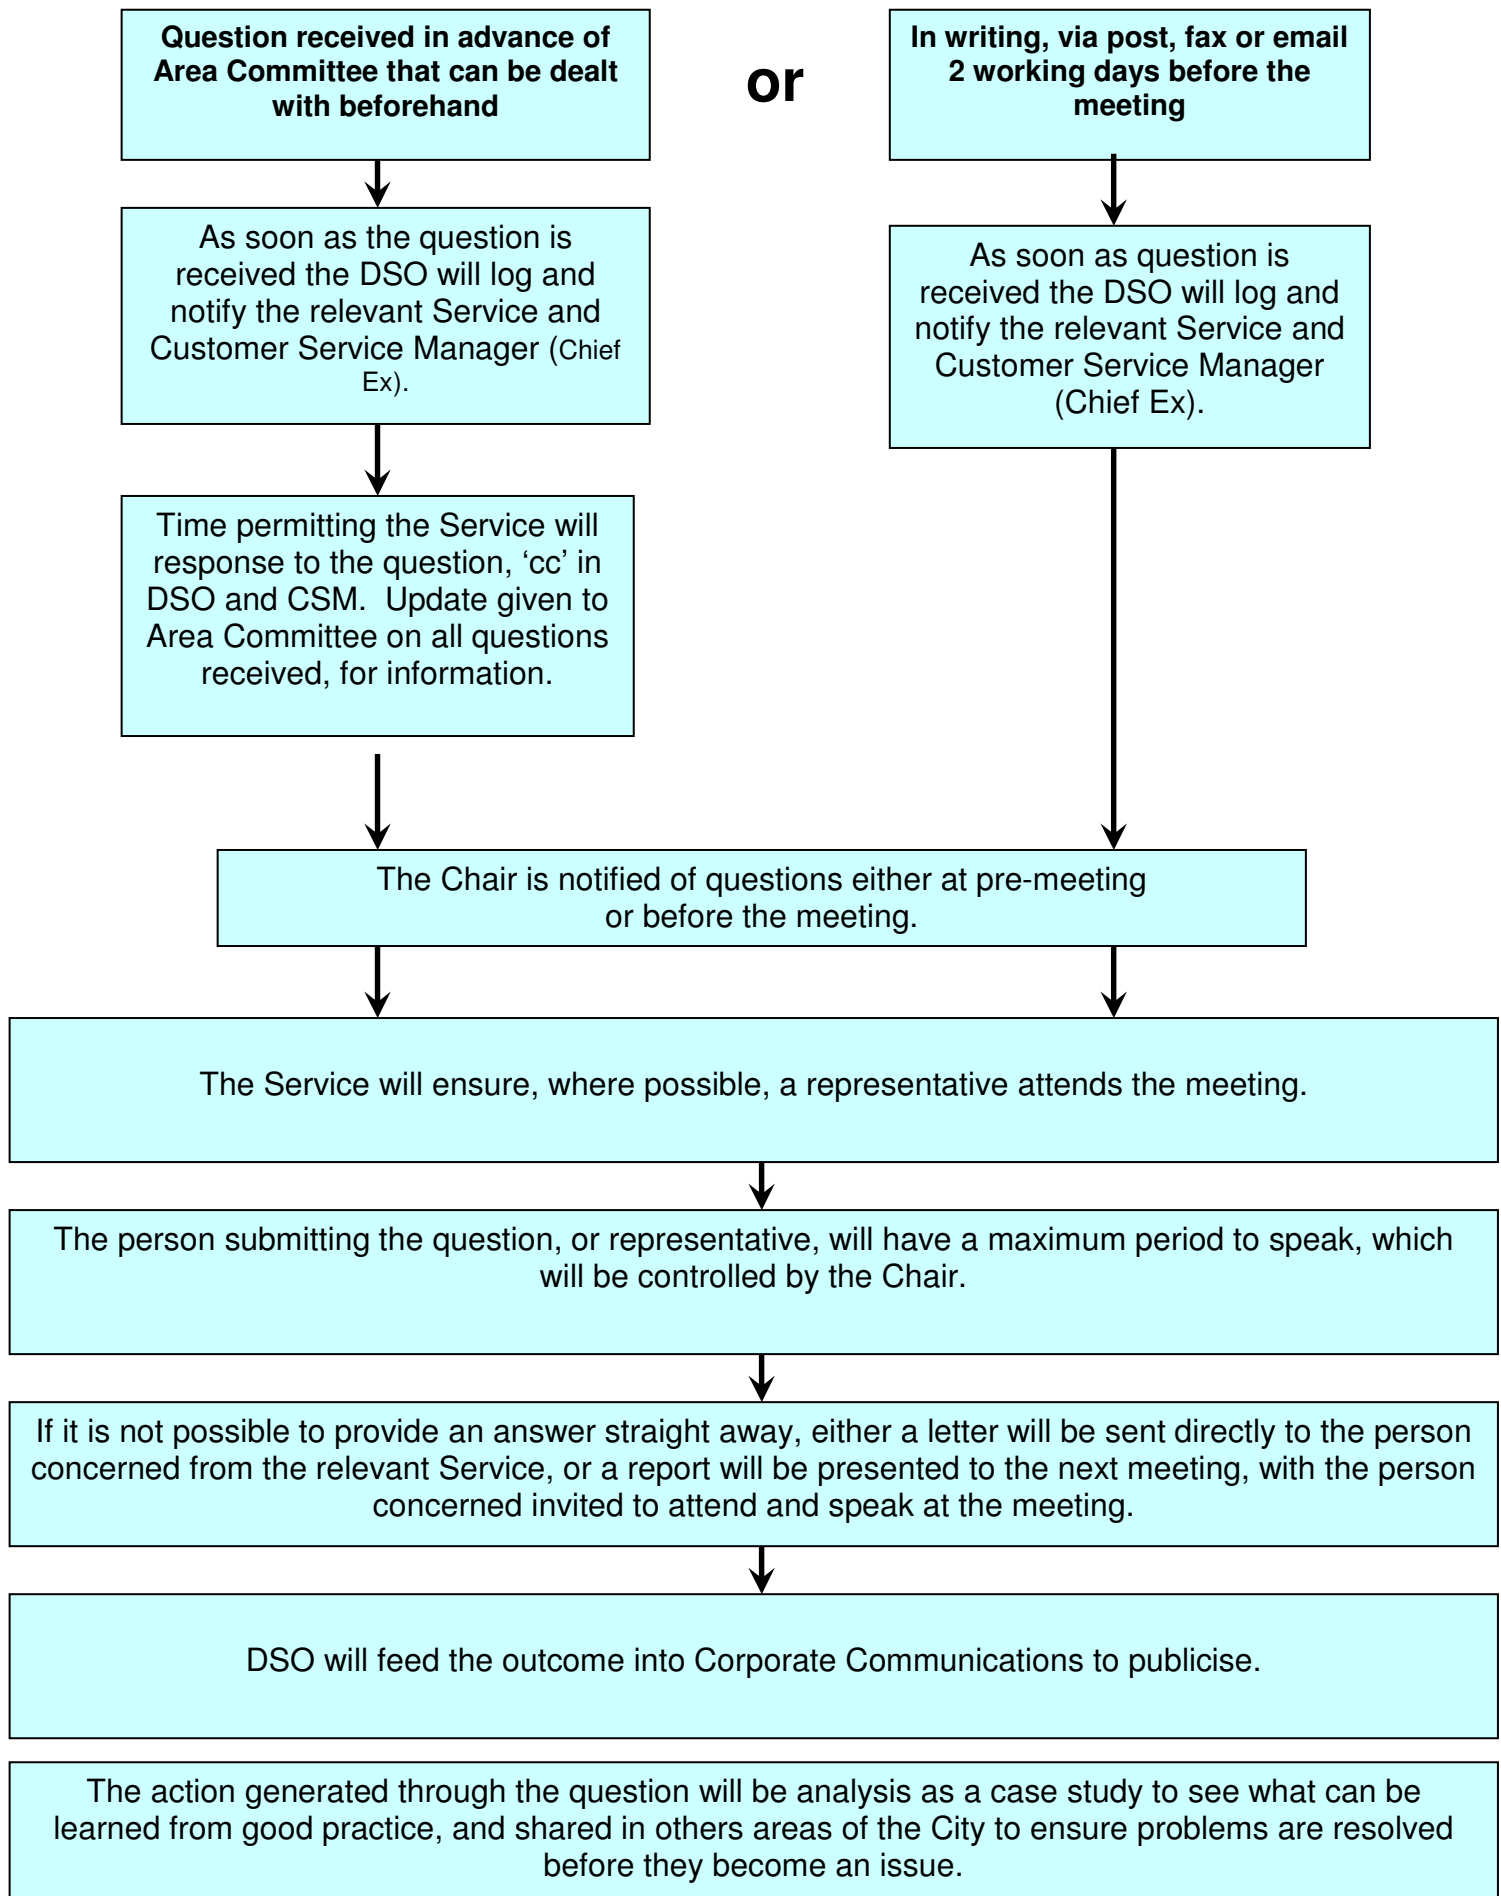 Question received in advance of
Area Committee that can be dealt
with beforehand
or
In writing, via post, fax or email
2 working days before the
meeting
As soon as the question is
received the DSO will log and
notify the relevant Service and
Customer Service Manager (Chief
Ex).
As soon as question is
received the DSO will log and
notify the relevant Service and
Customer Service Manager
(Chief Ex).
Time permitting the Service will
response to the question, ‘cc’ in
DSO and CSM.  Update given to
Area Committee on all questions
received, for information.
The Chair is notified of questions either at pre-meeting
or before the meeting.
The Service will ensure, where possible, a representative attends the meeting.
The person submitting the question, or representative, will have a maximum period to speak, which
will be controlled by the Chair.
If it is not possible to provide an answer straight away, either a letter will be sent directly to the person
concerned from the relevant Service, or a report will be presented to the next meeting, with the person
concerned invited to attend and speak at the meeting.
DSO will feed the outcome into Corporate Communications to publicise.
The action generated through the question will be analysis as a case study to see what can be
learned from good practice, and shared in others areas of the City to ensure problems are resolved
before they become an issue.